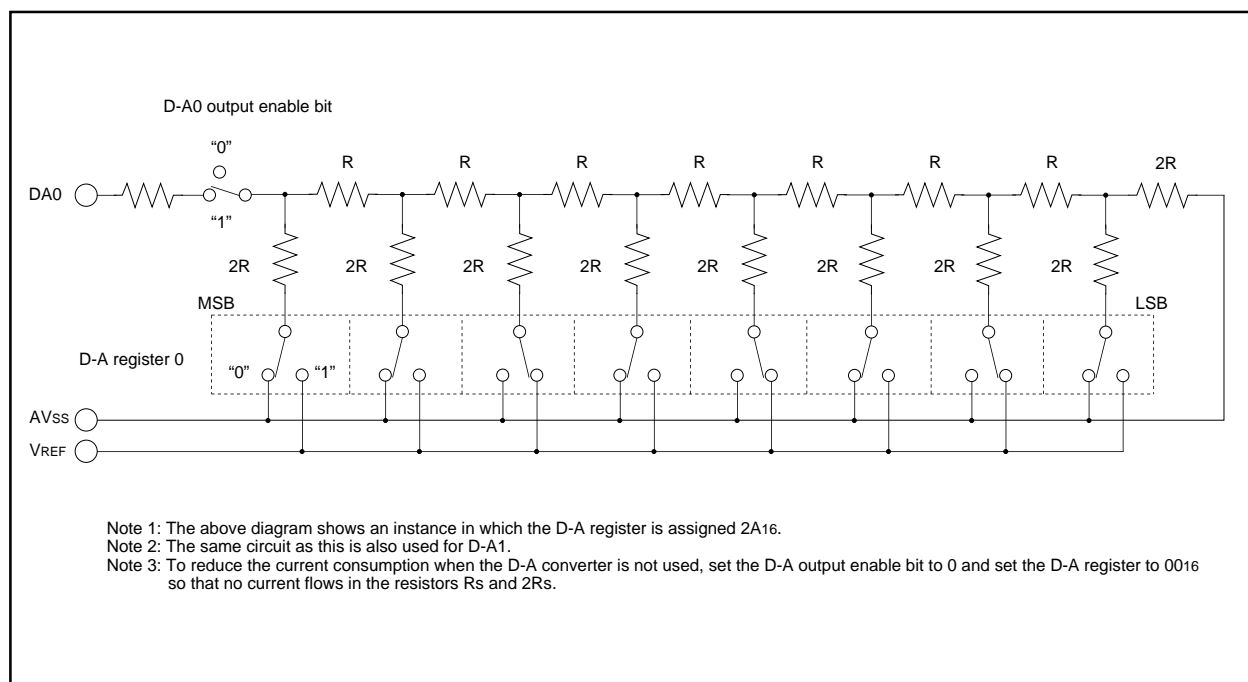 D-A0 output enable bit
“0”
R R R R R R R 2R
DA0
“1”
2R 2R 2R 2R 2R 2R 2R 2R
MSB LSB
D-A register 0
“0” “1”
AVSS
VREF
Note 1: The above diagram shows an instance in which the D-A register is assigned 2A16.
Note 2: The same circuit as this is also used for D-A1.
Note 3: To reduce the current consumption when the D-A converter is not used, set the D-A output enable bit to 0 and set the D-A register to 0016
so that no current flows in the resistors Rs and 2Rs.